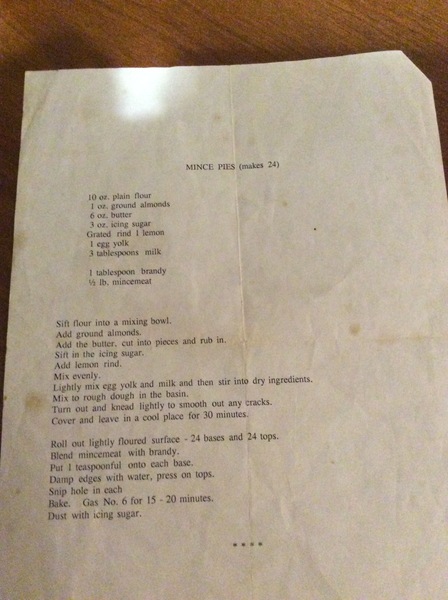 MINCE PIES (makes 24)
10 oz. plain flour
1 oz. ground almonds
6 oz. butter
3 oz. icing sugar
Grated rind 1 lemon
1 egg yolk
3 tablespoons milk
1 tablespoon brandy
½ lb. mincemeat
Sift flour into a mixing bowl.
Add ground almonds.
Add the butter, cut into pieces and rub in.
Sift in the icing sugar.
Add lemon rind.
Mix evenly.
Lightly mix egg yolk and milk and then stir into dry ingredients.
Mix to rough dough in the basin.
Turn out and knead lightly to smooth out any cracks.
Cover and leave in a cool place for 30 minutes.
Roll out lightly floured surface - 24 bases and 24 tops.
Blend mincemeat with brandy.
Put 1 teaspoonful onto each base.
Damp edges with water, press on tops.
Snip hole in each
Bake. Gas No. 6 for 15 - 20 minutes.
Dust with icing sugar.
****